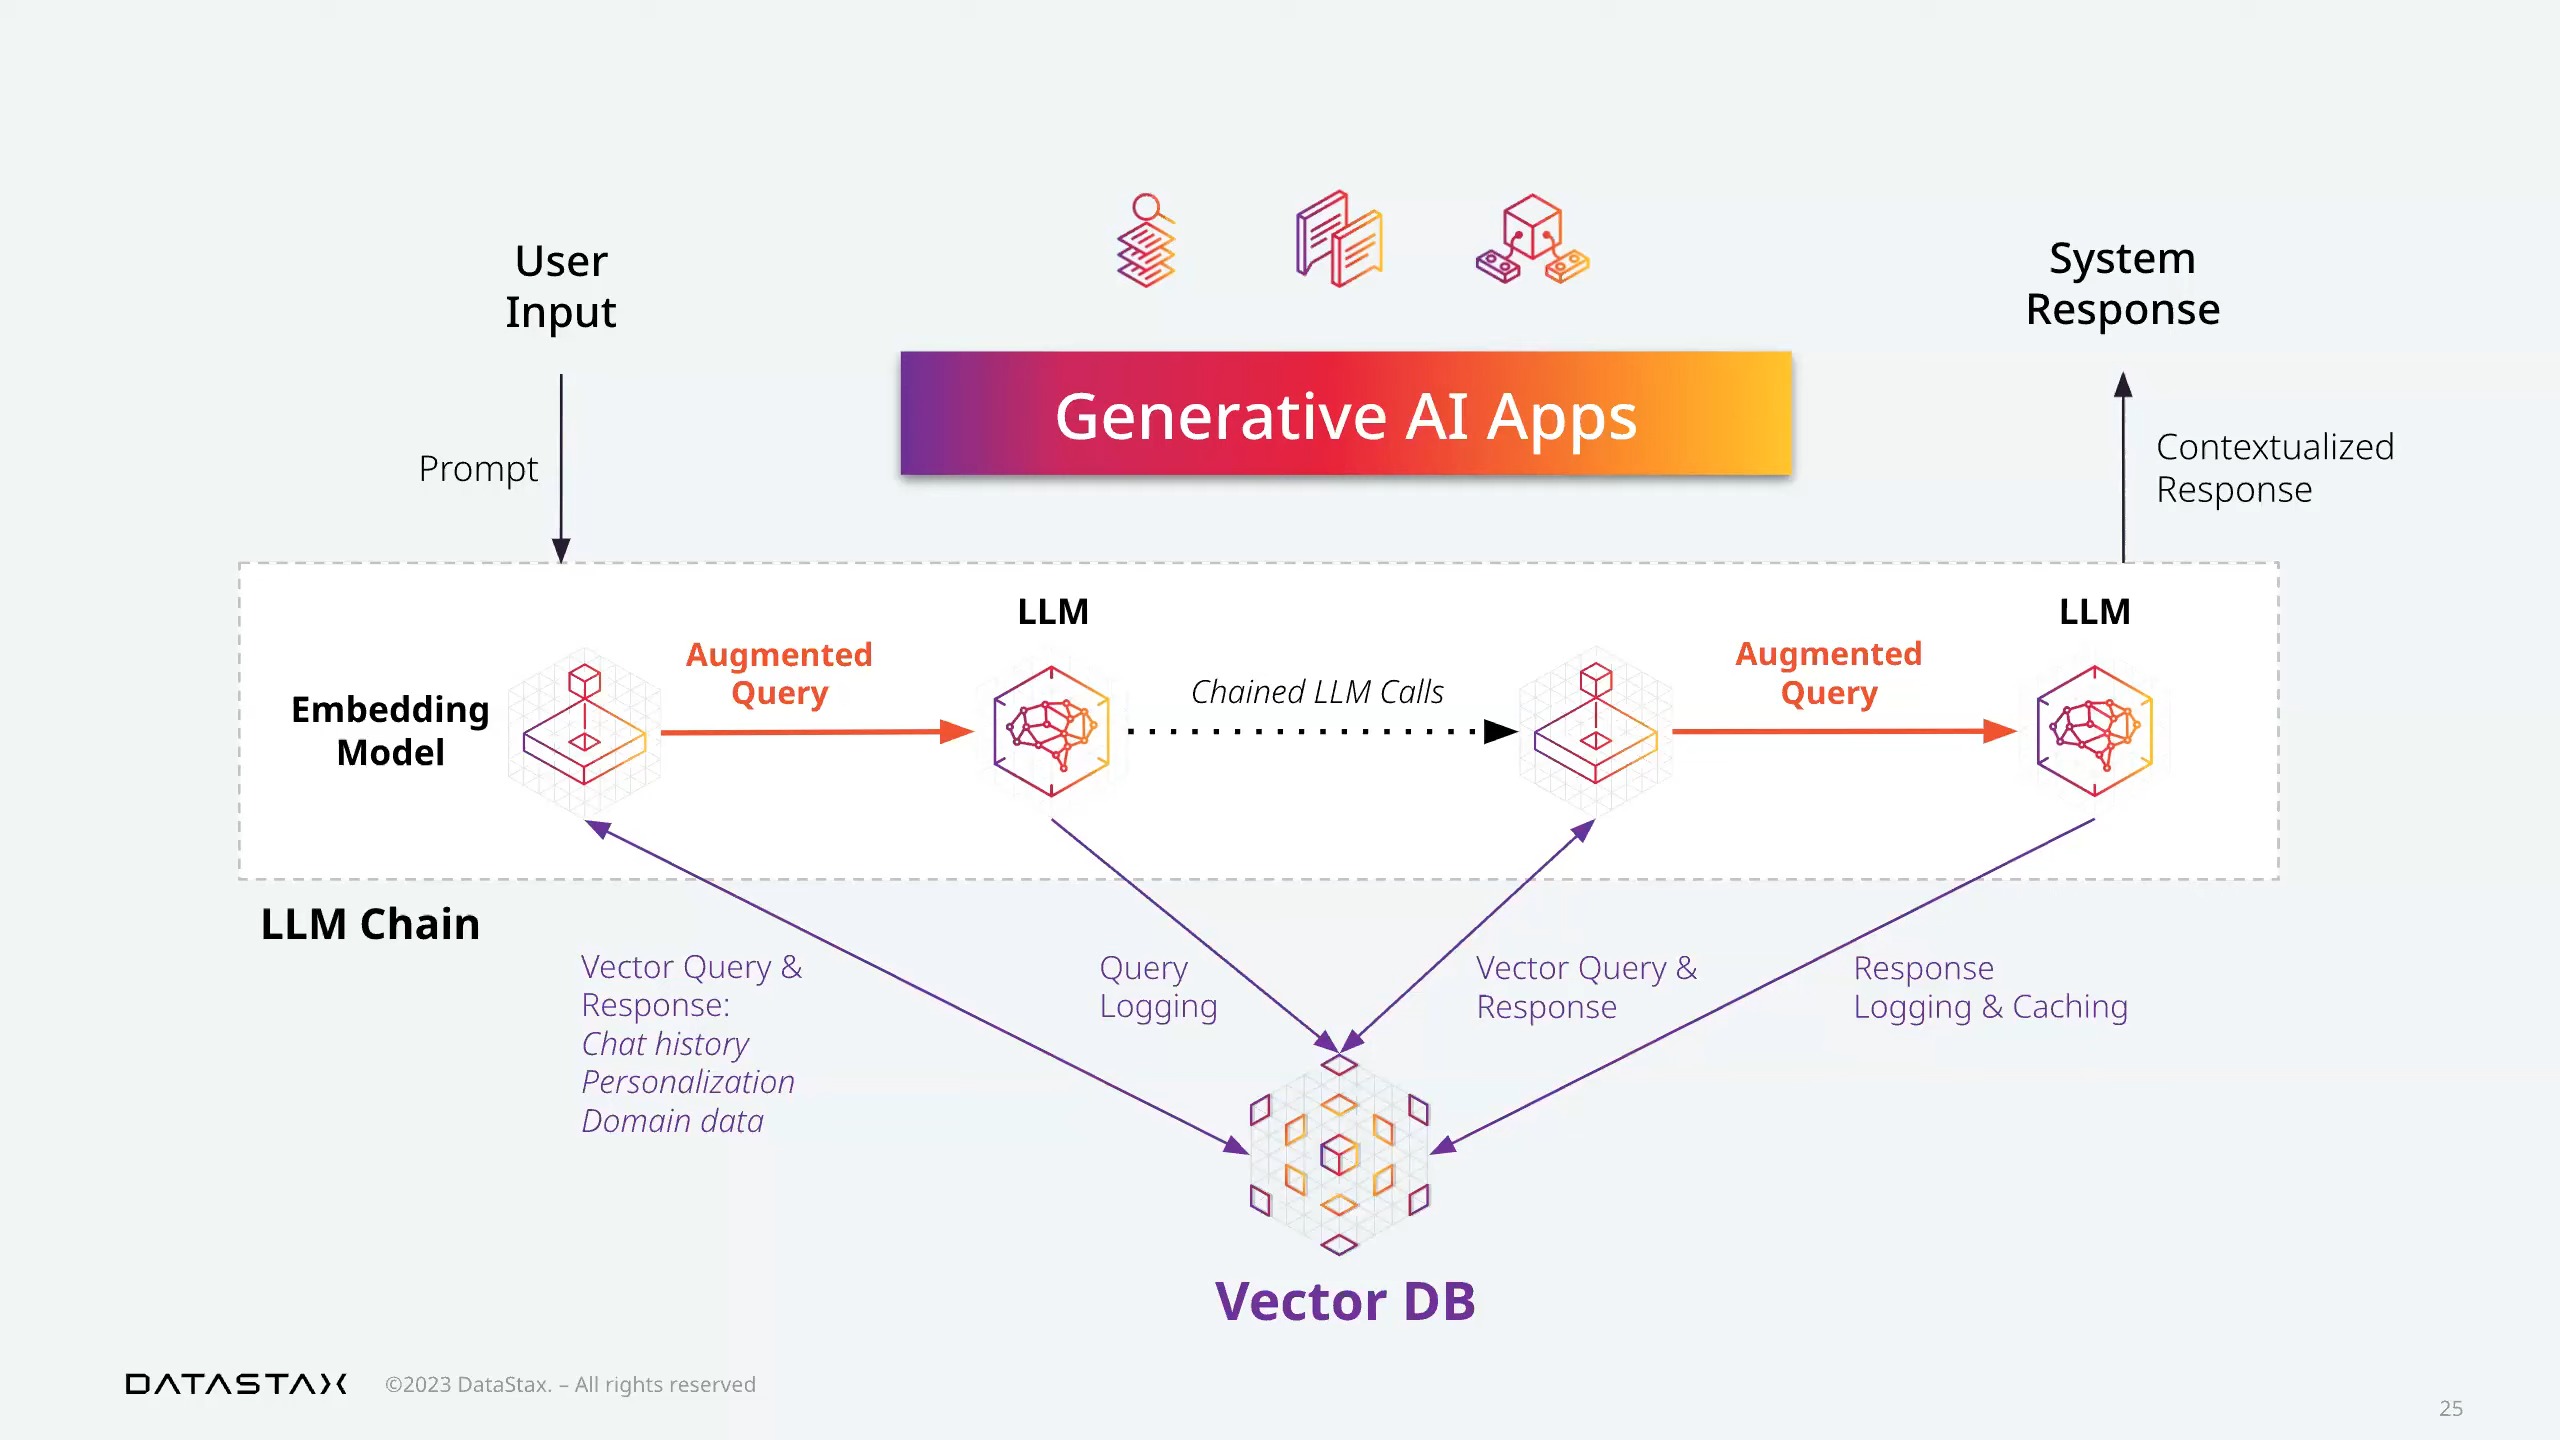 User
Input
System
Response
Generative AI Apps
Prompt
Contextualized
Response
LLM
LLM
Augmented
Query
Augmented
Query
Chained LLM Calls
Embedding
Model
LLM Chain
Vector Query &
Response:
Chat history
Personalization
Domain data
Query
Logging
Vector Query &
Response
Response
Logging & Caching
Vector DB
DATASTAX
©2023 DataStax. – All rights reserved
25